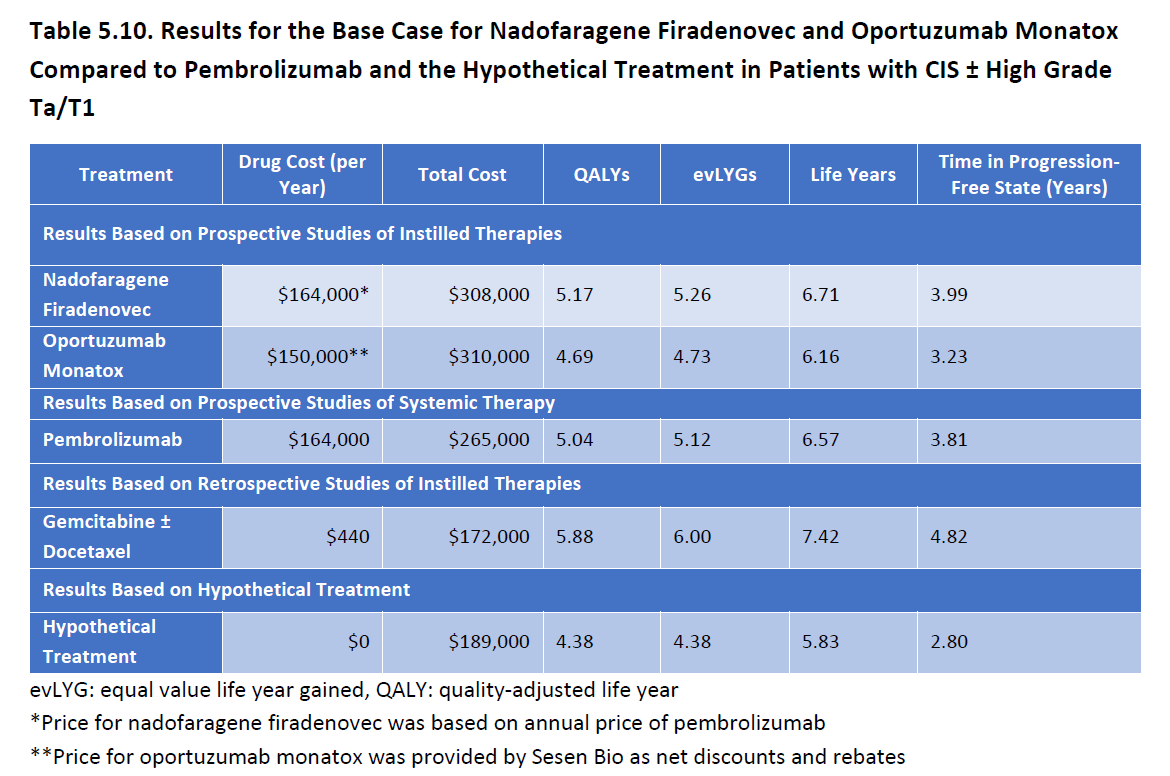 Table 5.10. Results for the Base Case for Nadofaragene Firadenovec and Oportuzumab Monatox
Compared to Pembrolizumab and the Hypothetical Treatment in Patients with CIS ± High Grade
Ta/T1
Treatment Drug Cost (per Year) Total Cost QALYs evLYGs Life Years Time in Progression-Free State (Years)
Results Based on Prospective Studies of Instilled Therapies
Nadofaragene Firadenovec $164,000* $308,000 5.17 5.26 6.71 3.99
Oportuzumab Monatox $150,000** $310,000 4.69 4.73 6.16 3.23
Results Based on Prospective Studies of Systemic Therapy
Pembrolizumab $164,000 $265,000 5.04 5.12 6.57 3.81
Results Based on Retrospective Studies of Instilled Therapies
Gemcitabine ± Docetaxel $440 $172,000 5.88 6.00 7.42 4.82
Results Based on Hypothetical Treatment
Hypothetical Treatment $0 $189,000 4.38 4.38 5.83 2.80
evLYG: equal value life year gained, QALY: quality-adjusted life year
*Price for nadofaragene firadenovec was based on annual price of pembrolizumab
**Price for oportuzumab monatox was provided by Sesen Bio as net discounts and rebates